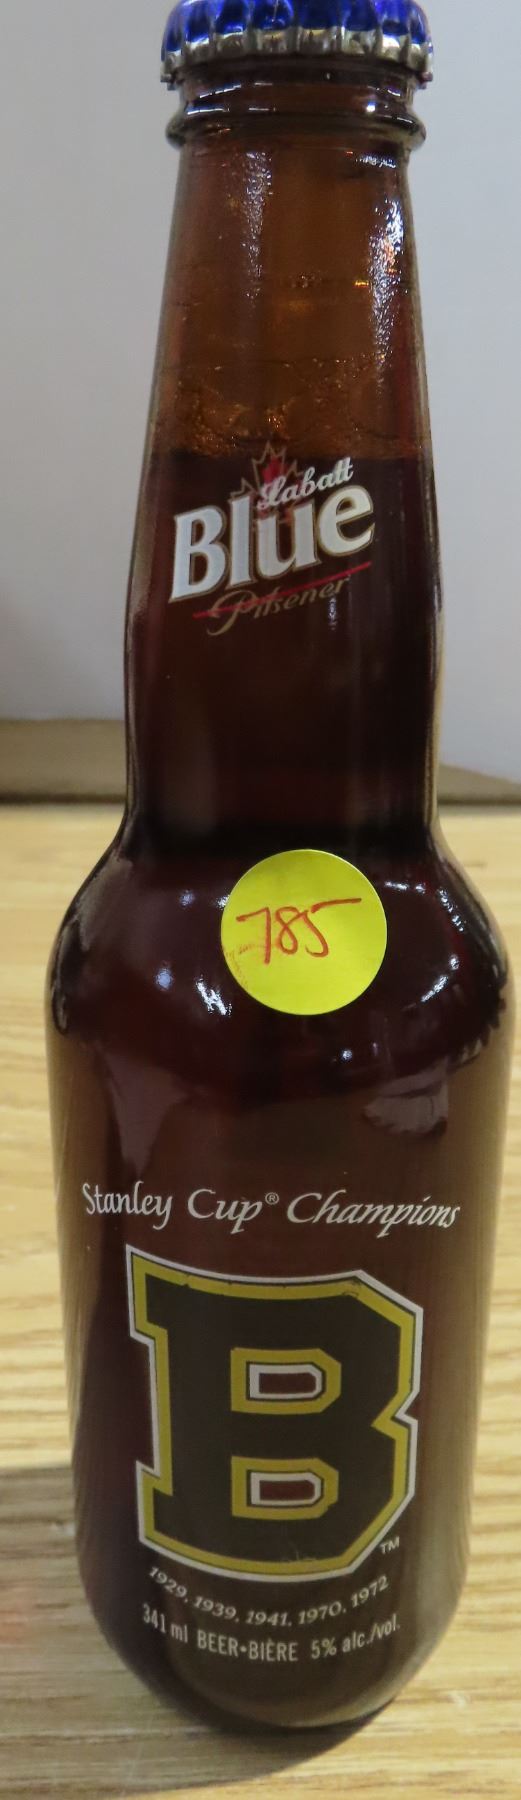 Labatt
Blue
Pilsener
785
Stanley Cup® Champions
B
™
1929, 1939, 1941, 1970, 1972
341 ml BEER•BIÈRE 5% alc./vol.